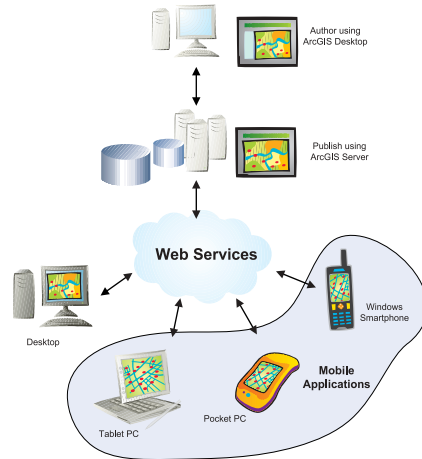 Author using
ArcGIS Desktop
Publish using
ArcGIS Server
Web Services
Desktop
Windows
Smartphone
Mobile
Applications
Pocket PC
Tablet PC